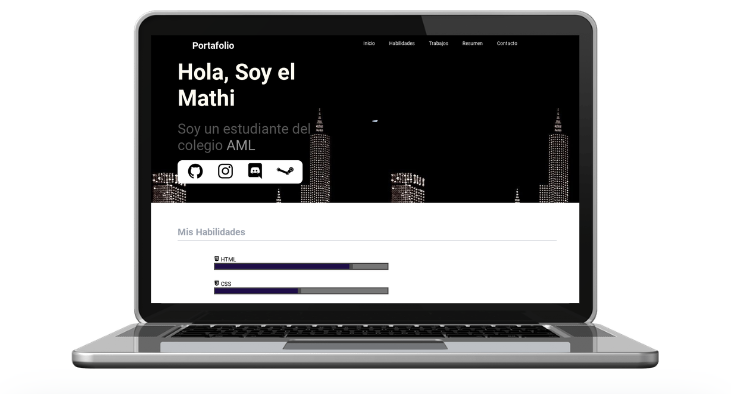 Portafolio
Inicio Habilidades Trabajos Resumen Contacto
Hola, Soy el
Mathi
Soy un estudiante del
colegio AML
Mis Habilidades
HTML
CSS